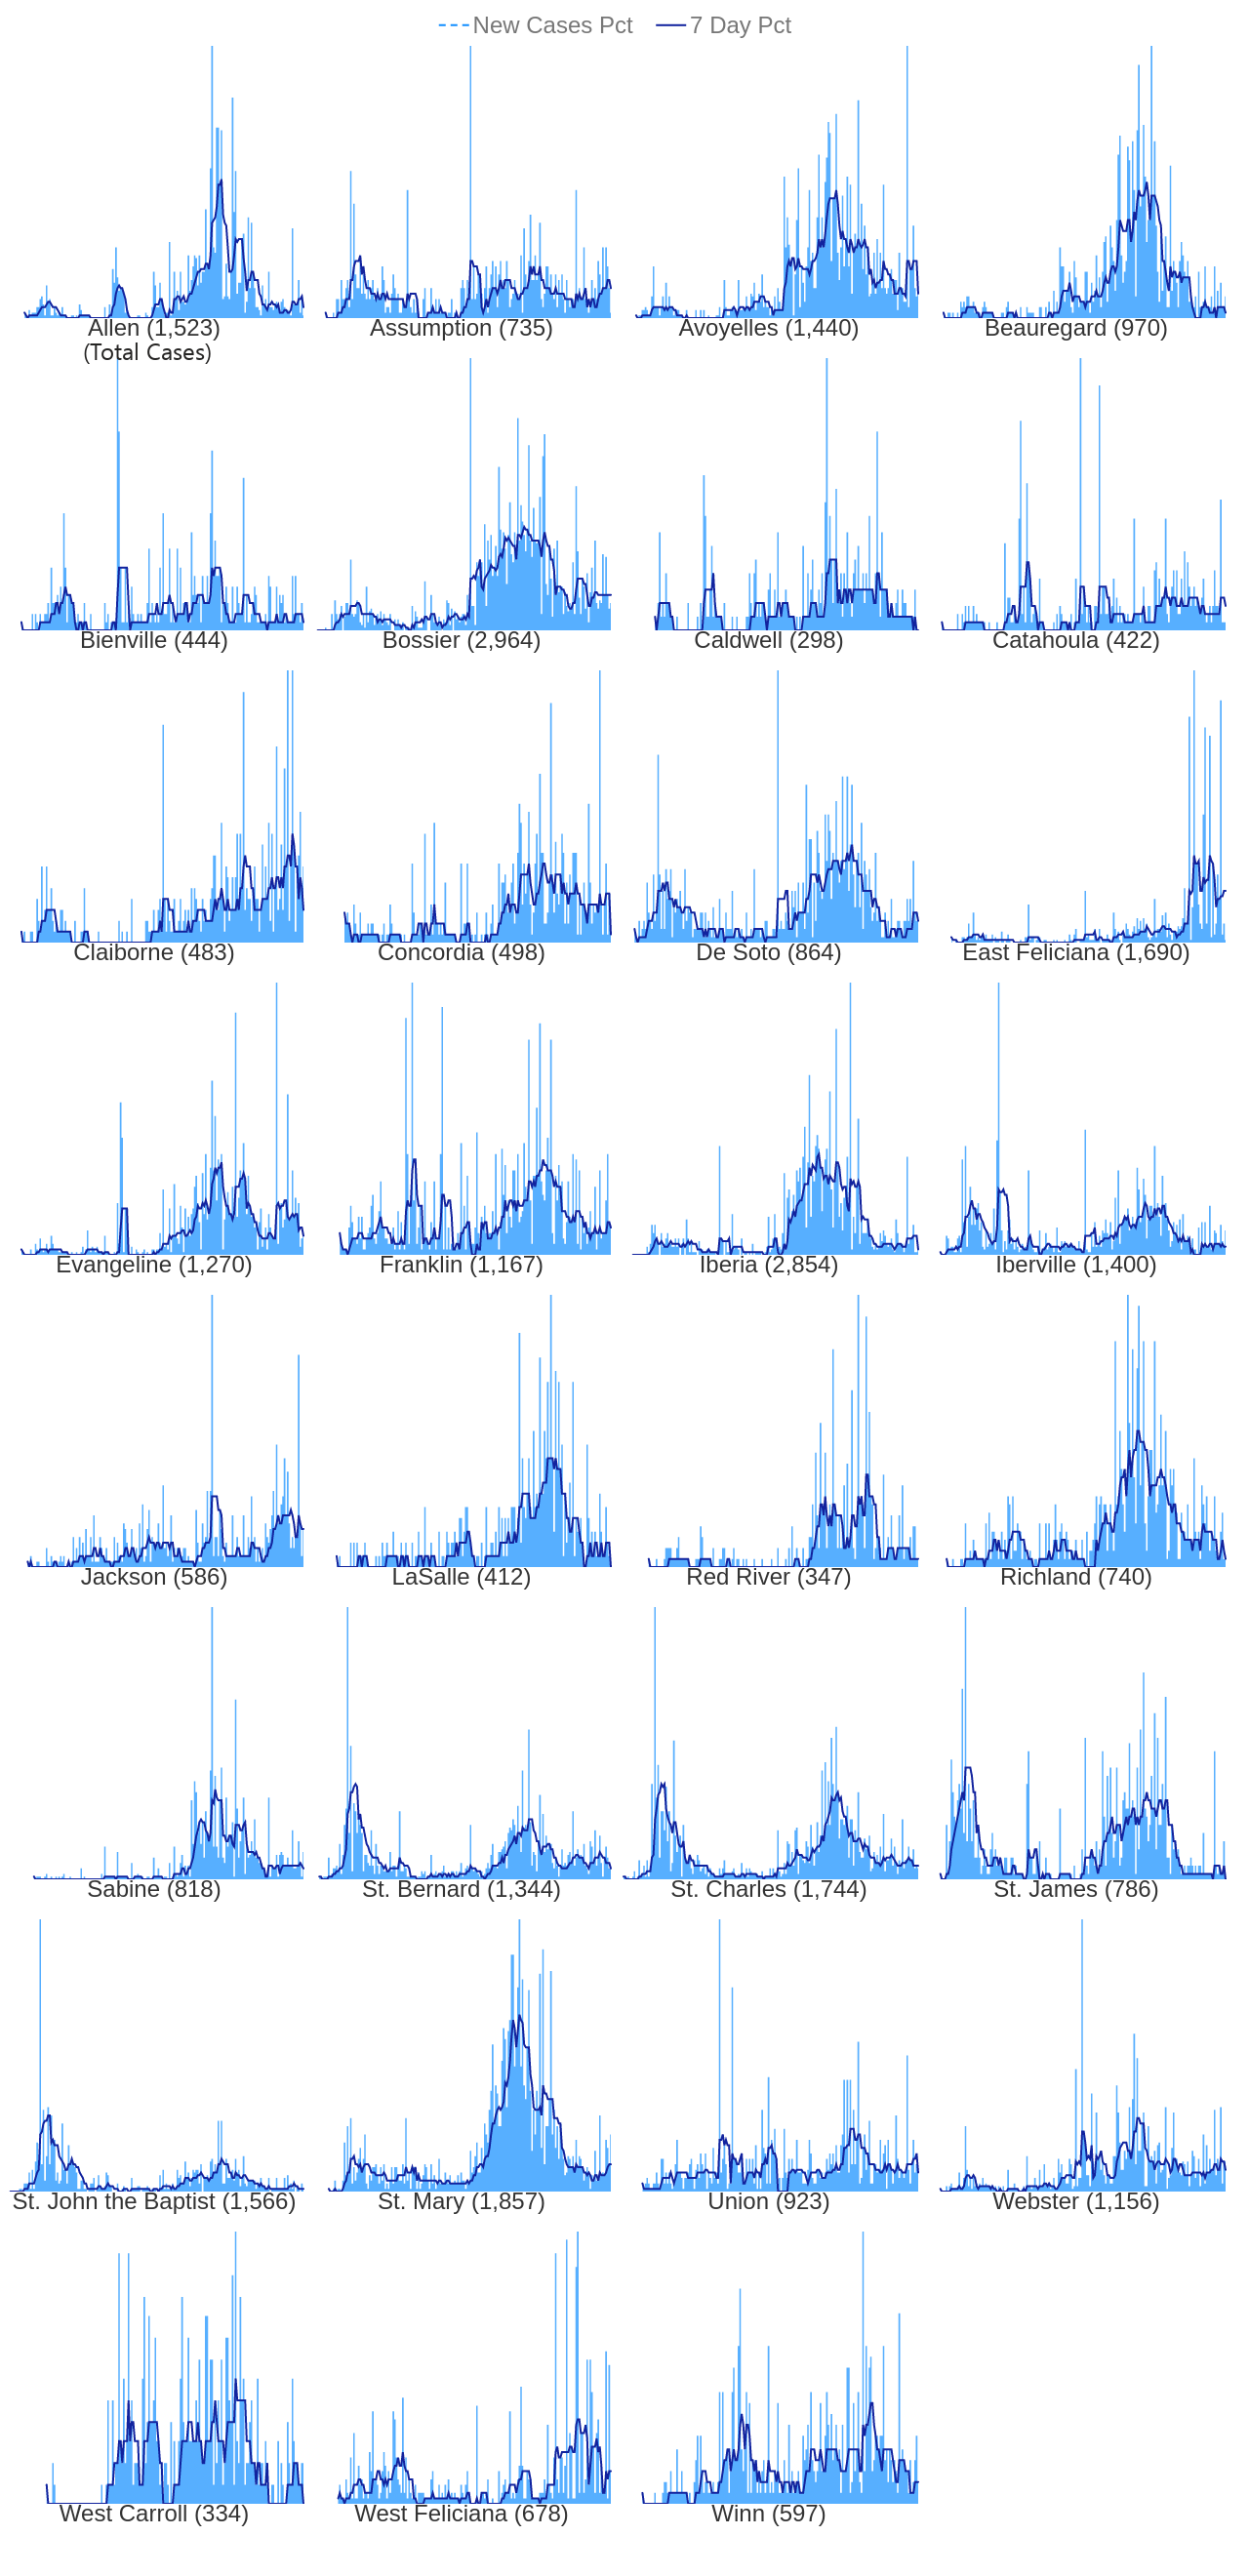 New Cases Pct 7 Day Pct
Allen (1,523) Assumption (735) Avoyelles (1,440) Beauregard (970)
(Total Cases)
Bienville (444) Bossier (2,964) Caldwell (298) Catahoula (422)
Claiborne (483) Concordia (498) De Soto (864) East Feliciana (1,690)
Evangeline (1,270) Franklin (1,167) Iberia (2,854) Iberville (1,400)
Jackson (586) LaSalle (412) Red River (347) Richland (740)
Sabine (818) St. Bernard (1,344) St. Charles (1,744) St. James (786)
St. John the Baptist (1,566) St. Mary (1,857) Union (923) Webster (1,156)
West Carroll (334) West Feliciana (678) Winn (597)